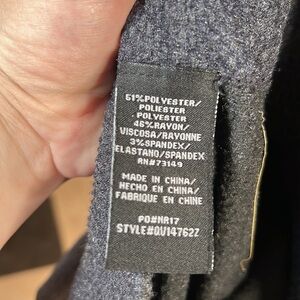 51%POLYESTER/
POLIESTER
POLYESTER
46%RAYON/
VISCOSA/RAYONNE
3%SPANDEX/
ELASTANO/SPANDEX
RN#73149
MADE IN CHINA/
HECHO EN CHINA/
FABRIQUE EN CHINE
PO#NR17
STYLE#QV14762Z